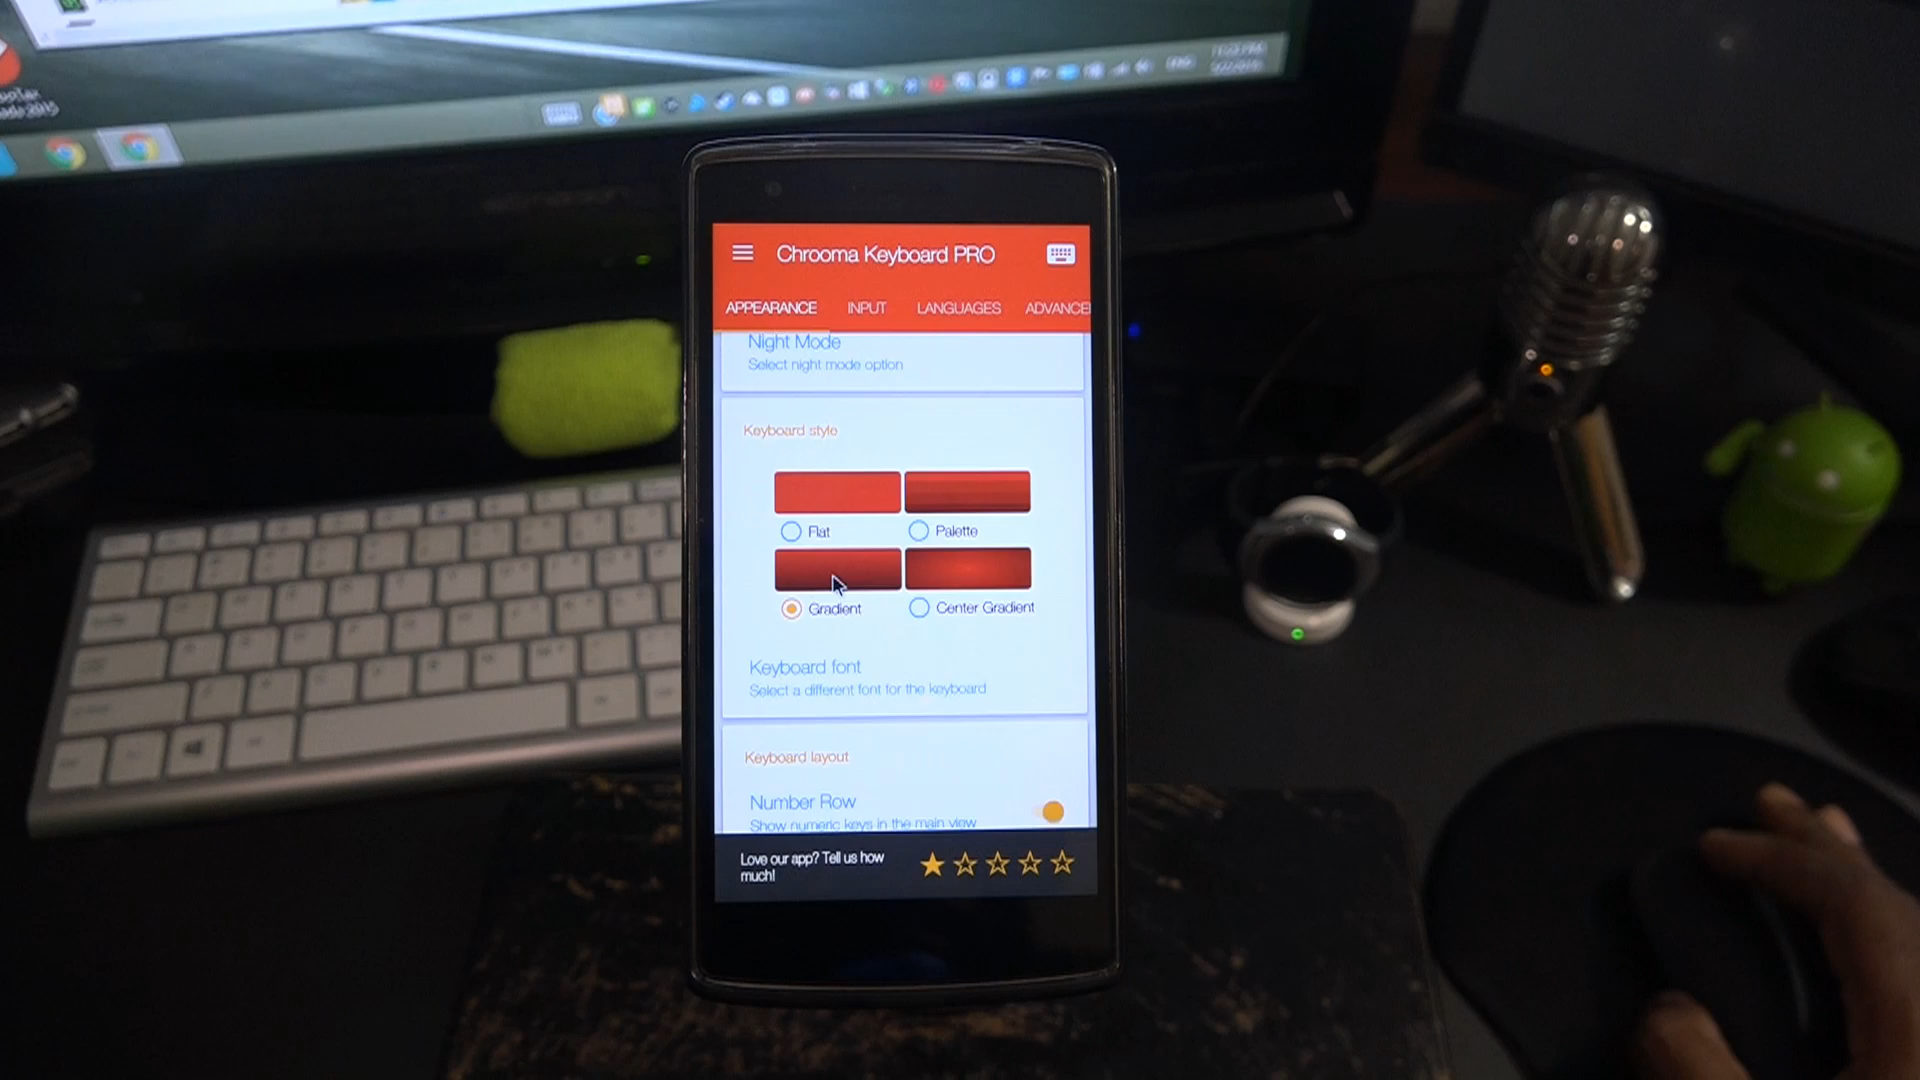 Chrooma Keyboard PRO
APPEARANCE INPUT LANGUAGES ADVANCE
Night Mode
Select night mode option
Keyboard style
Flat Palette
Gradient Center Gradient
Keyboard font
Select a different font for the keyboard
Keyboard layout
Number Row
Show numeric keys in the main view
Love our app? Tell us how
much!